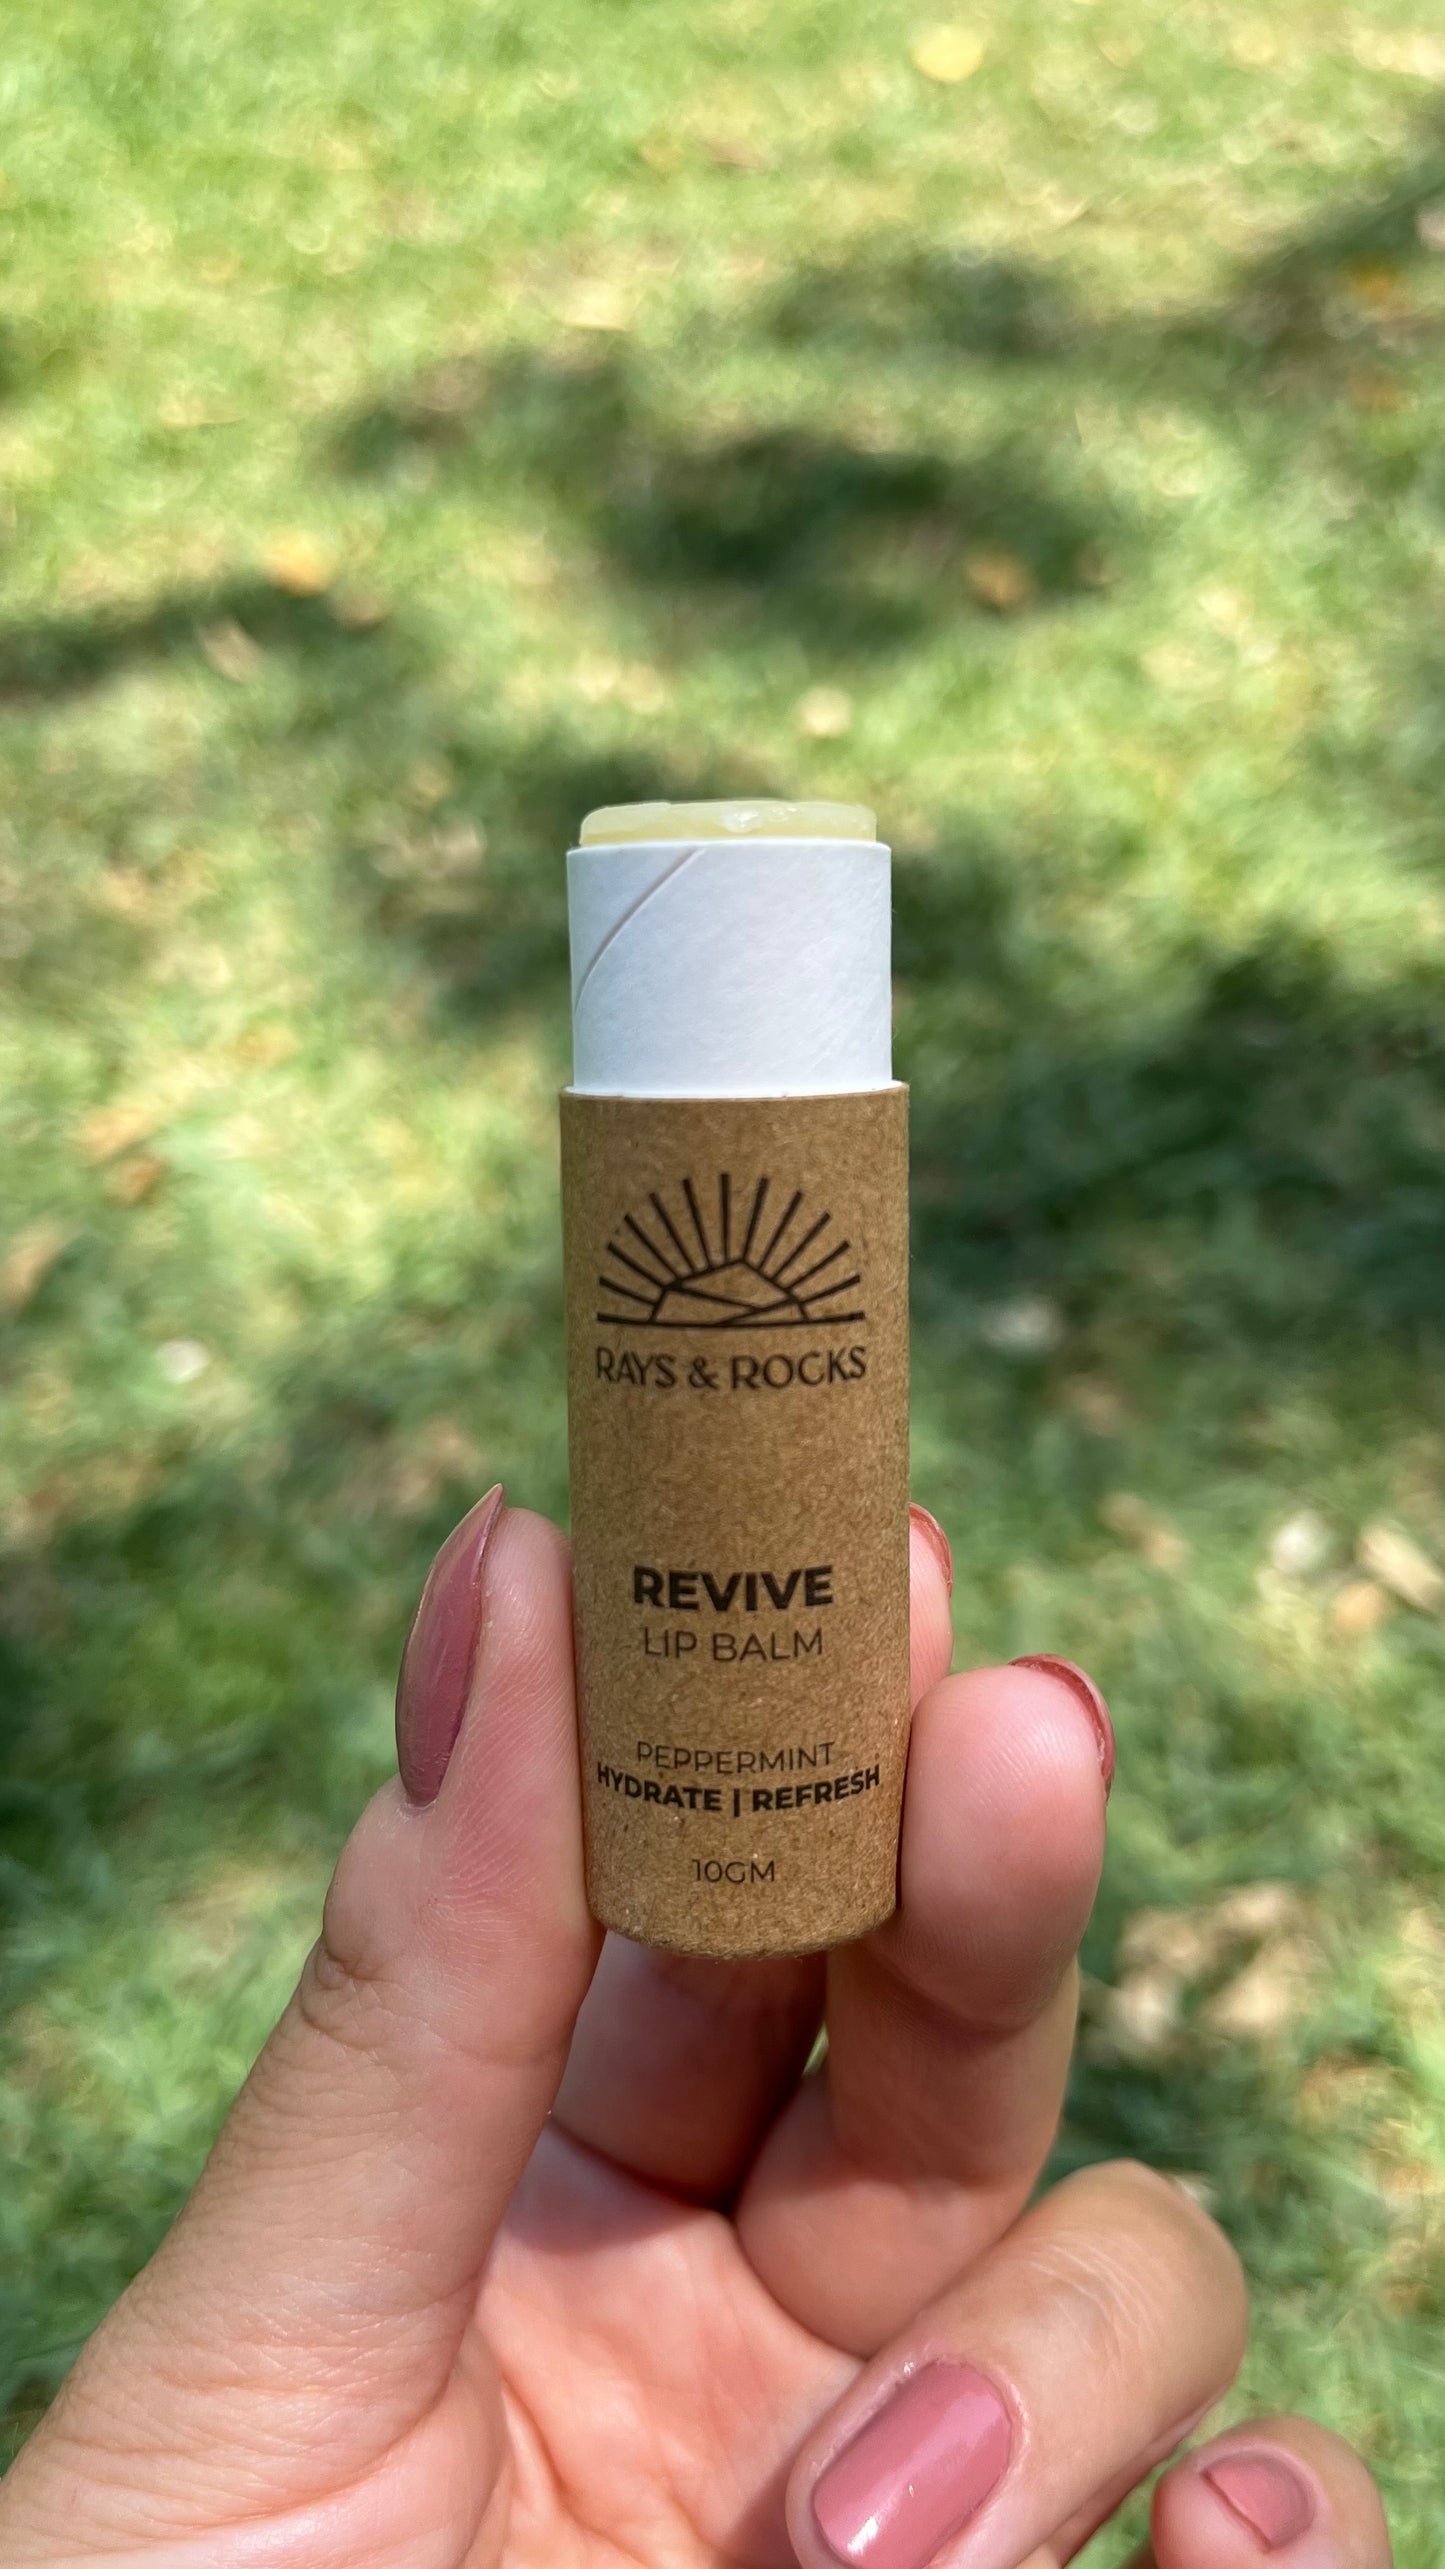 RAYS & ROCKS
REVIVE
LIP BALM
PEPPERMINT
HYDRATE | REFRESH
10GM